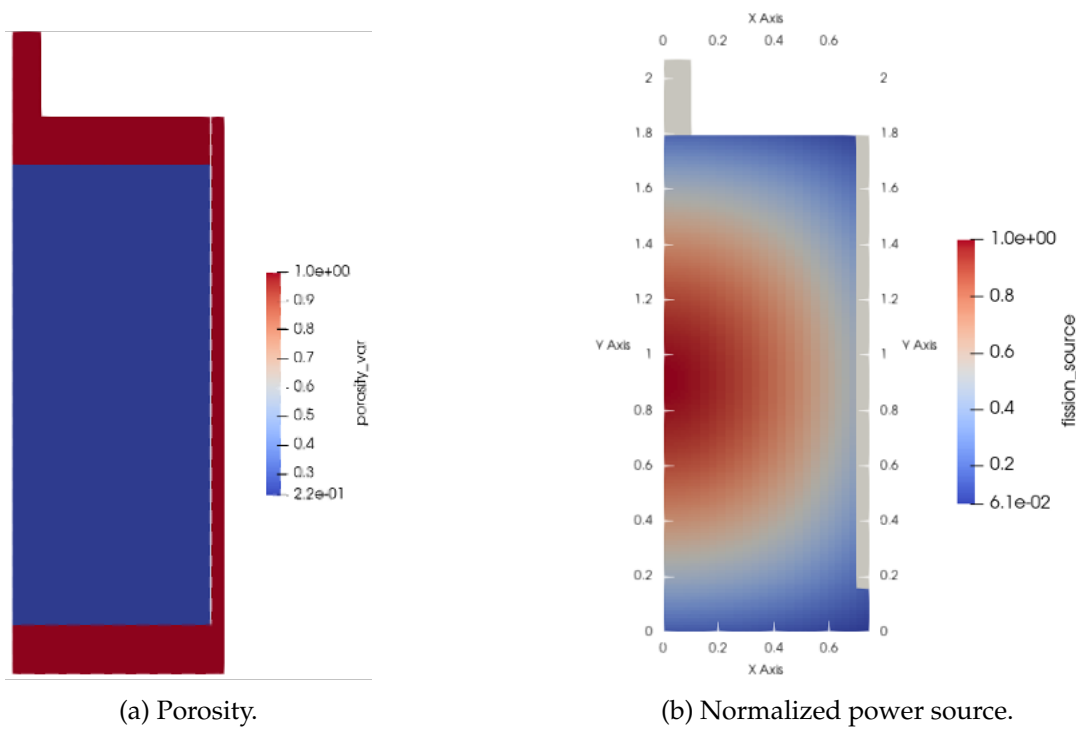 1.0e+00
0.9
0.8
0.7
0.6
0.5
0.4
0.3
2.2e-01
porosity_var
(a) Porosity.
X Axis
0 0.2 0.4 0.6
2 2
1.8 1.8
1.6 1.6
1.4 1.4
1.2 1.2
Y Axis 1 1 Y Axis
0.8 0.8
0.6 0.6
0.4 0.4
0.2 0.2
0 0
0 0.2 0.4 0.6
X Axis
1.0e+00
0.8
0.6
0.4
0.2
6.1e-02
fission_source
(b) Normalized power source.